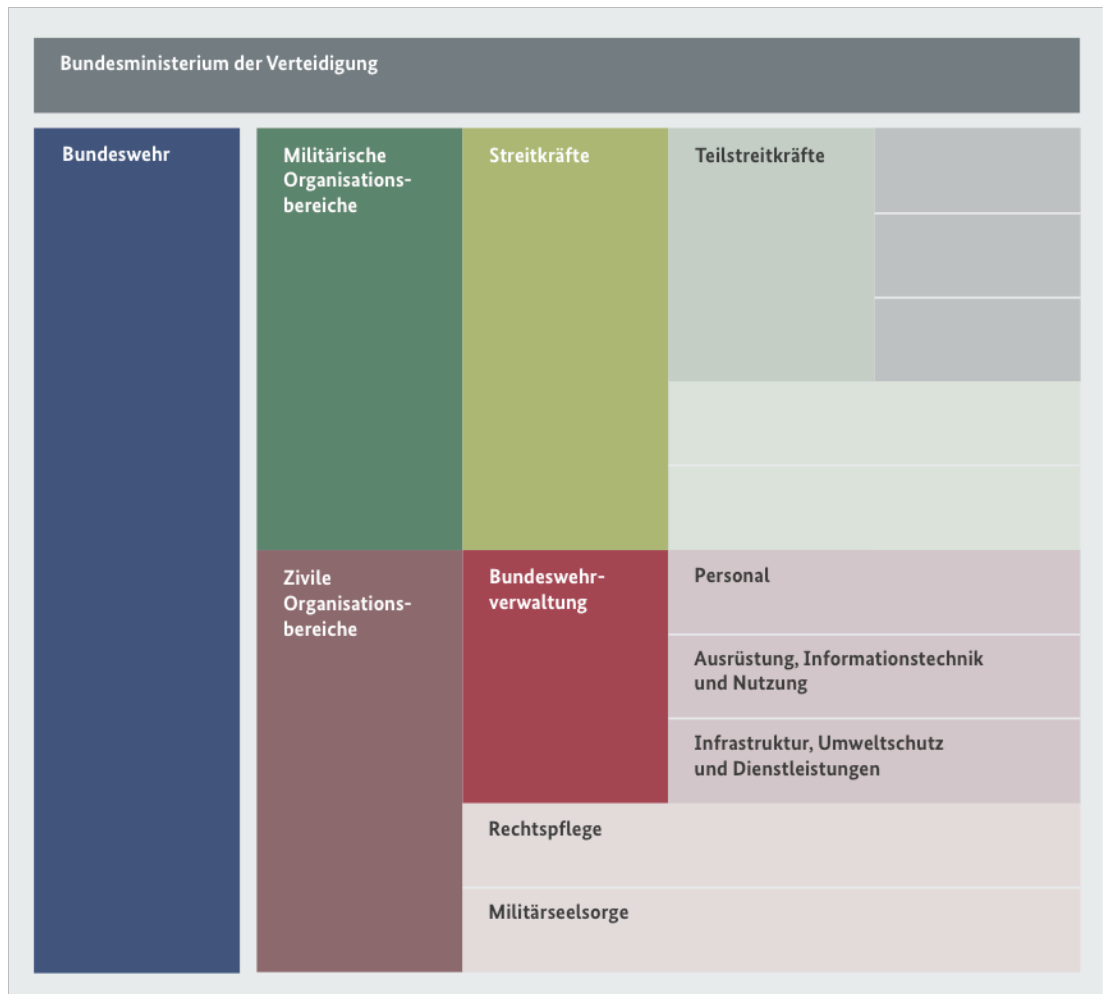 Bundesministerium der Verteidigung
Bundeswehr
Militärische
Organisations-
bereiche
Streitkräfte
Teilstreitkräfte
Zivile
Organisations-
bereiche
Bundeswehr-
verwaltung
Personal
Ausrüstung, Informationstechnik
und Nutzung
Infrastruktur, Umweltschutz
und Dienstleistungen
Rechtspflege
Militärseelsorge